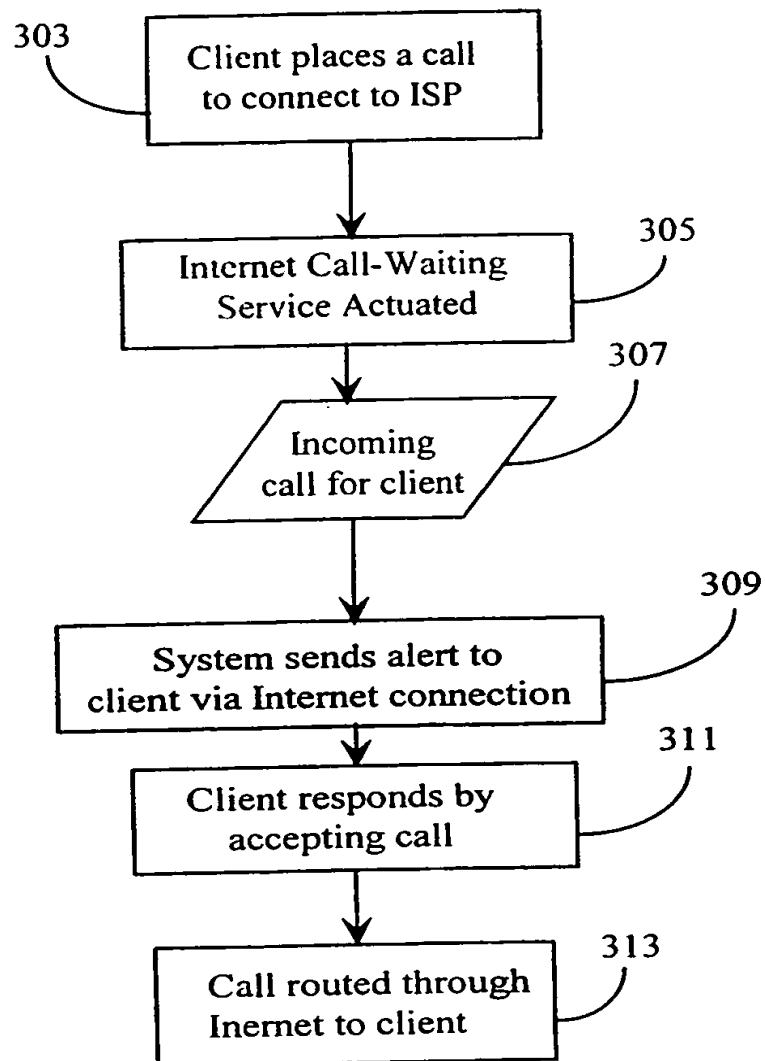 303
Client places a call
to connect to ISP
Internet Call-Waiting
Service Actuated
305
307
Incoming
call for client
309
System sends alert to
client via Internet connection
311
Client responds by
accepting call
313
Call routed through
Inernet to client